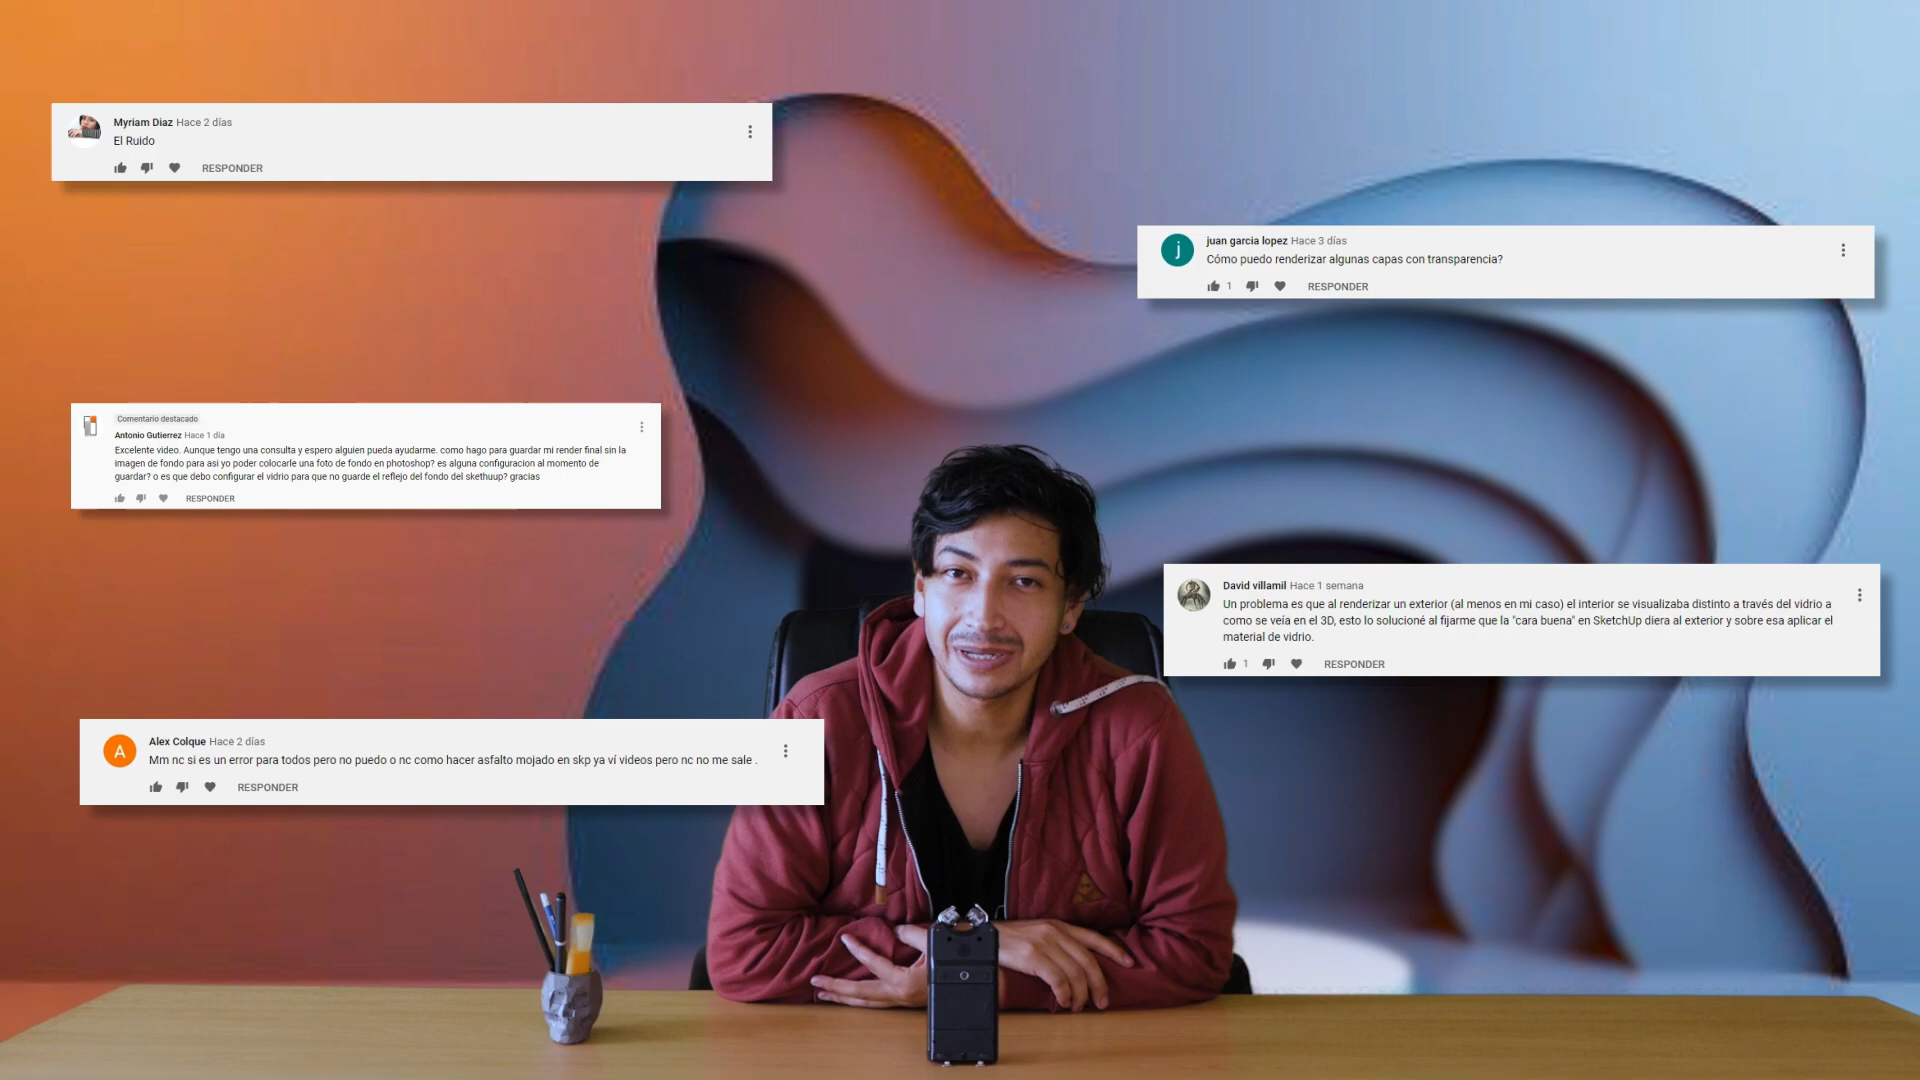 Myriam Diaz Hace 2 días
El Ruido
RESPONDER
juan garcia lopez Hace 3 días
Cómo puedo renderizar algunas capas con transparencia?
1 RESPONDER
Comentario destacado
Antonio Gutierrez Hace 1 día
Excelente video. Aunque tengo una consulta y espero alguien pueda ayudarme. como hago para guardar mi render final sin la
imagen de fondo para asi yo poder colocarle una foto de fondo en photoshop? es alguna configuracion al momento de
guardar? o es que debo configurar el vidrio para que no guarde el reflejo del fondo del skethuup? gracias
RESPONDER
David villamil Hace 1 semana
Un problema es que al renderizar un exterior (al menos en mi caso) el interior se visualizaba distinto a través del vidrio a
como se veía en el 3D, esto lo solucioné al fijarme que la "cara buena" en SketchUp diera al exterior y sobre esa aplicar el
material de vidrio.
1 RESPONDER
A
Alex Colque Hace 2 días
Mm nc si es un error para todos pero no puedo o nc como hacer asfalto mojado en skp ya ví videos pero nc no me sale .
RESPONDER
j